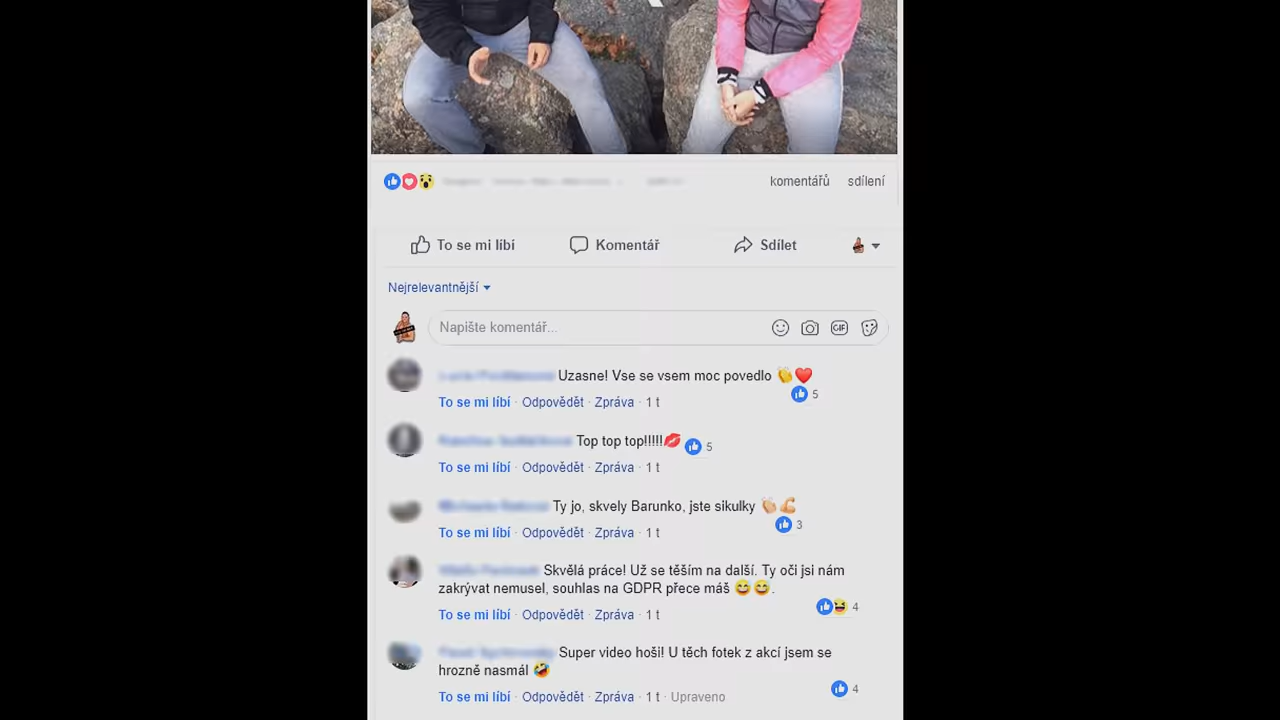 komentářů sdílení
To se mi líbí Komentář Sdílet
Nejrelevantnější
Napište komentář... GIF
Uzasne! Vse se vsem moc povedlo 👏❤️
5
To se mi líbí · Odpovědět · Zpráva · 1 t
Top top top!!!!!💋 5
To se mi líbí · Odpovědět · Zpráva · 1 t
Ty jo, skvely Barunko, jste sikulky 👏🏻💪🏻
3
To se mi líbí · Odpovědět · Zpráva · 1 t
Skvělá práce! Už se těším na další. Ty oči jsi nám
zakrývat nemusel, souhlas na GDPR přece máš 😅😅.
4
To se mi líbí · Odpovědět · Zpráva · 1 t
Super video hoši! U těch fotek z akcí jsem se
hrozně nasmál 🤣
4
To se mi líbí · Odpovědět · Zpráva · 1 t · Upraveno